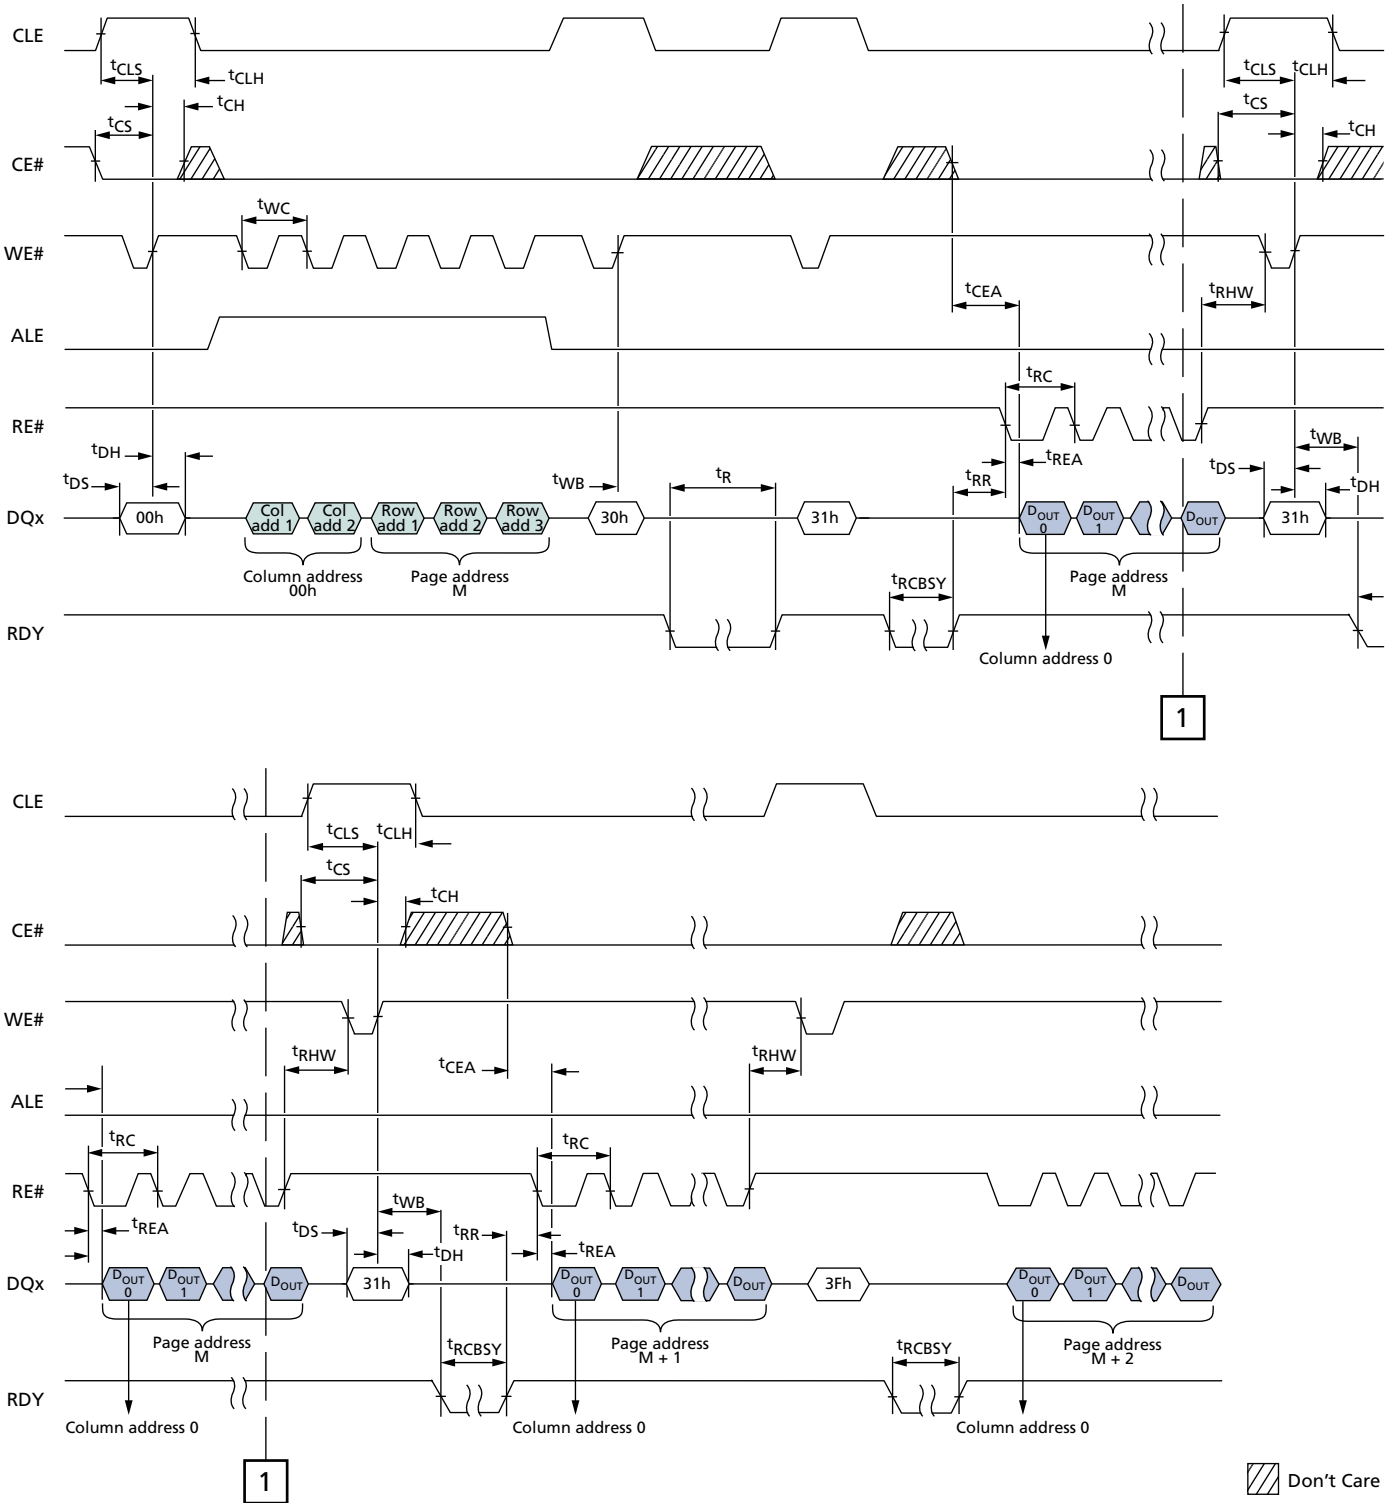 CLE
tCLS
tCLH
tCLS
tCLH
tCH
tCS
tCS
tCH
CE#
tWC
WE#
tCEA
tRHW
ALE
tRC
RE#
tDH
tWB
tREA
tDS
tWB
tR
tRR
tDS
tDH
DQx
00h
Col add 1
Col add 2
Row add 1
Row add 2
Row add 3
30h
31h
DOUT 0
DOUT 1
DOUT
31h
Column address 00h
Page address M
tRCBSY
Page address M
RDY
Column address 0
1
CLE
tCLS
tCLH
tCS
tCH
CE#
WE#
tRHW
tCEA
tRHW
ALE
tRC
tRC
RE#
tWB
tREA
tDS
tRR
tDH
tREA
DQx
DOUT 0
DOUT 1
DOUT
31h
DOUT 0
DOUT 1
DOUT
3Fh
DOUT 0
DOUT 1
DOUT
Page address M
tRCBSY
Page address M + 1
tRCBSY
Page address M + 2
RDY
Column address 0
Column address 0
Column address 0
1
Don't Care